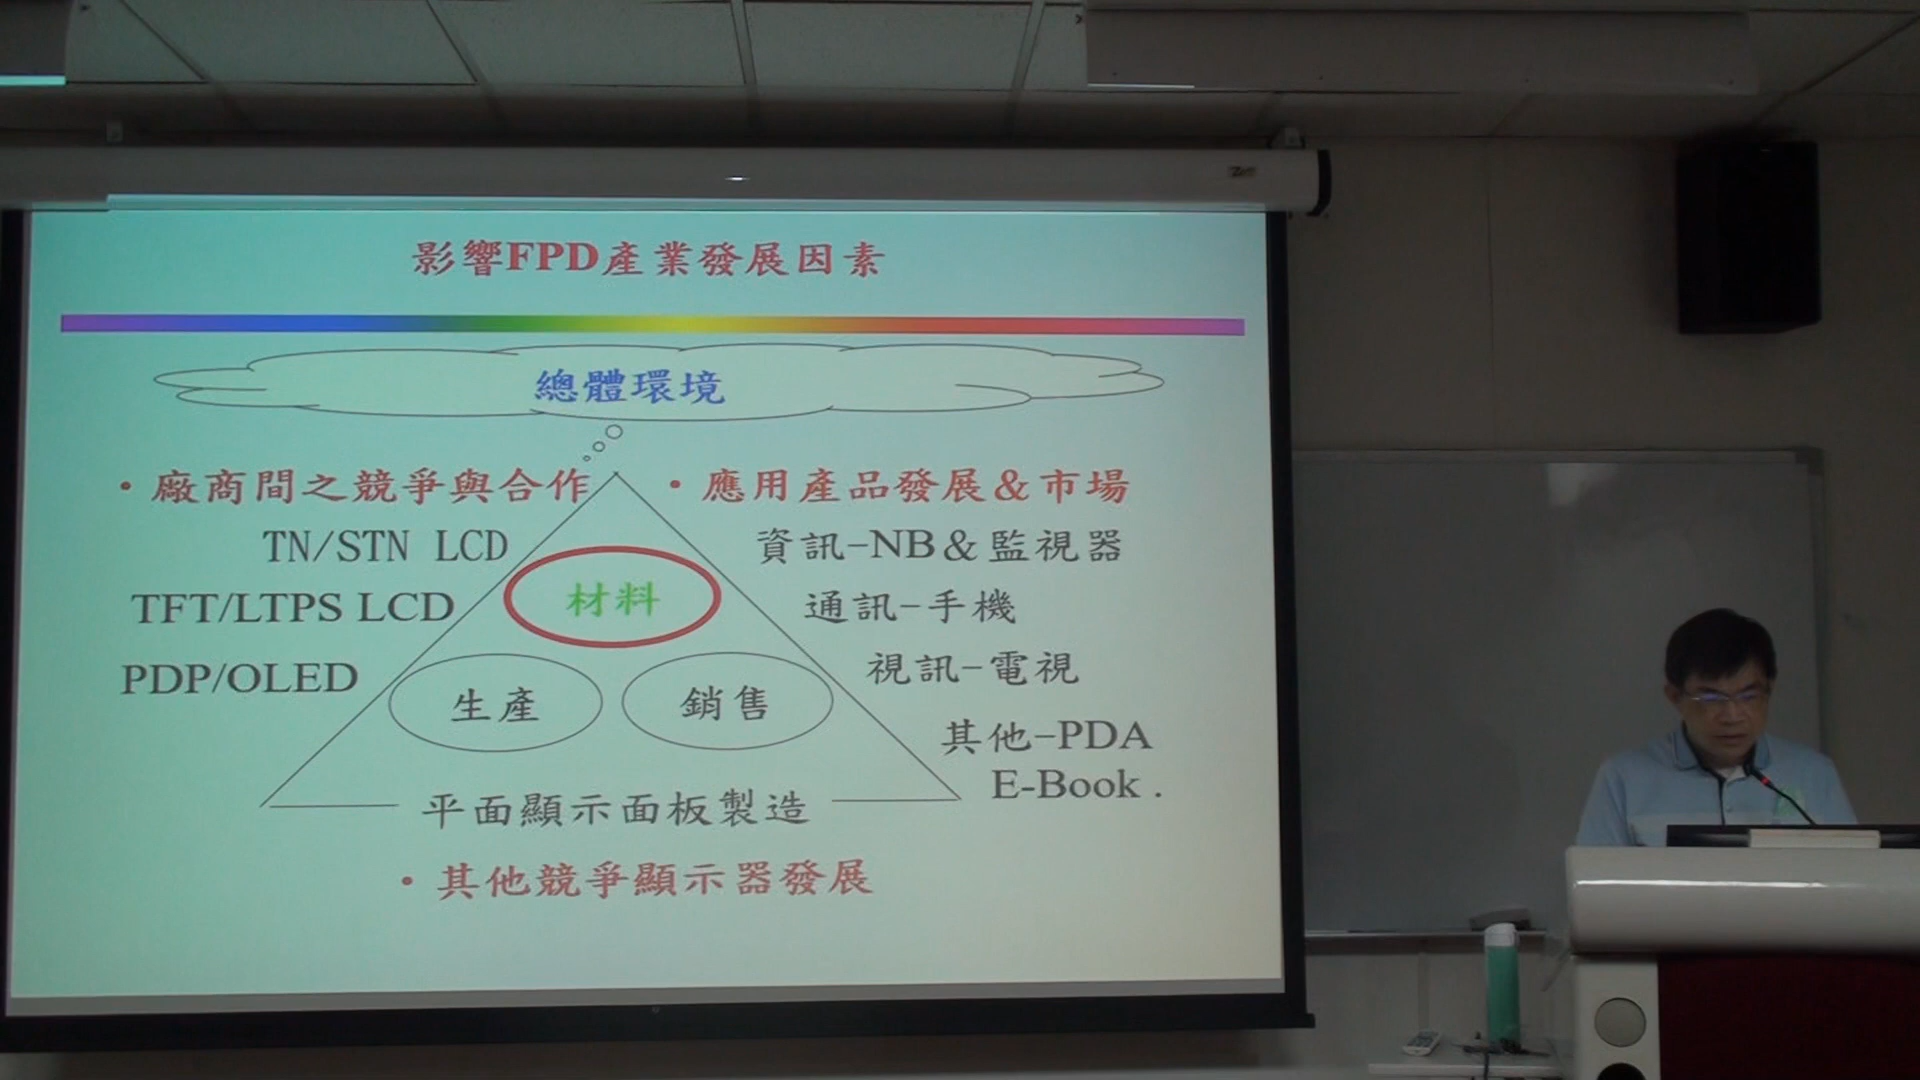 影響FPD產業發展因素
總體環境
•廠商間之競爭與合作
TN/STN LCD
TFT/LTPS LCD
PDP/OLED
•應用產品發展&市場
資訊-NB&監視器
通訊-手機
視訊-電視
其他-PDA
E-Book .
材料
生產
銷售
平面顯示面板製造
•其他競爭顯示器發展